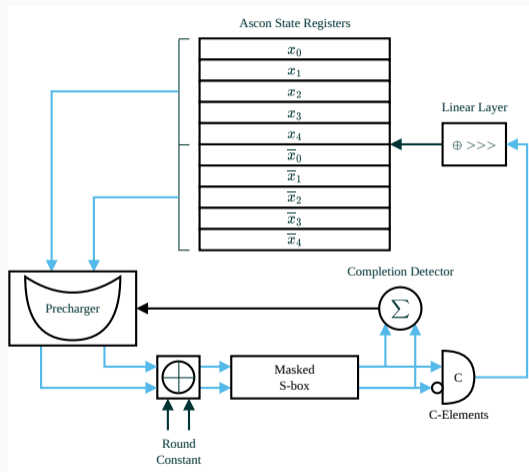 Ascon State Registers
x₀
x₁
x₂
x₃
x₄
x̅₀
x̅₁
x̅₂
x̅₃
x̅₄
Linear Layer
⊕ >>>
Completion Detector
Precharger
Σ
Masked
S-box
C
C-Elements
Round
Constant